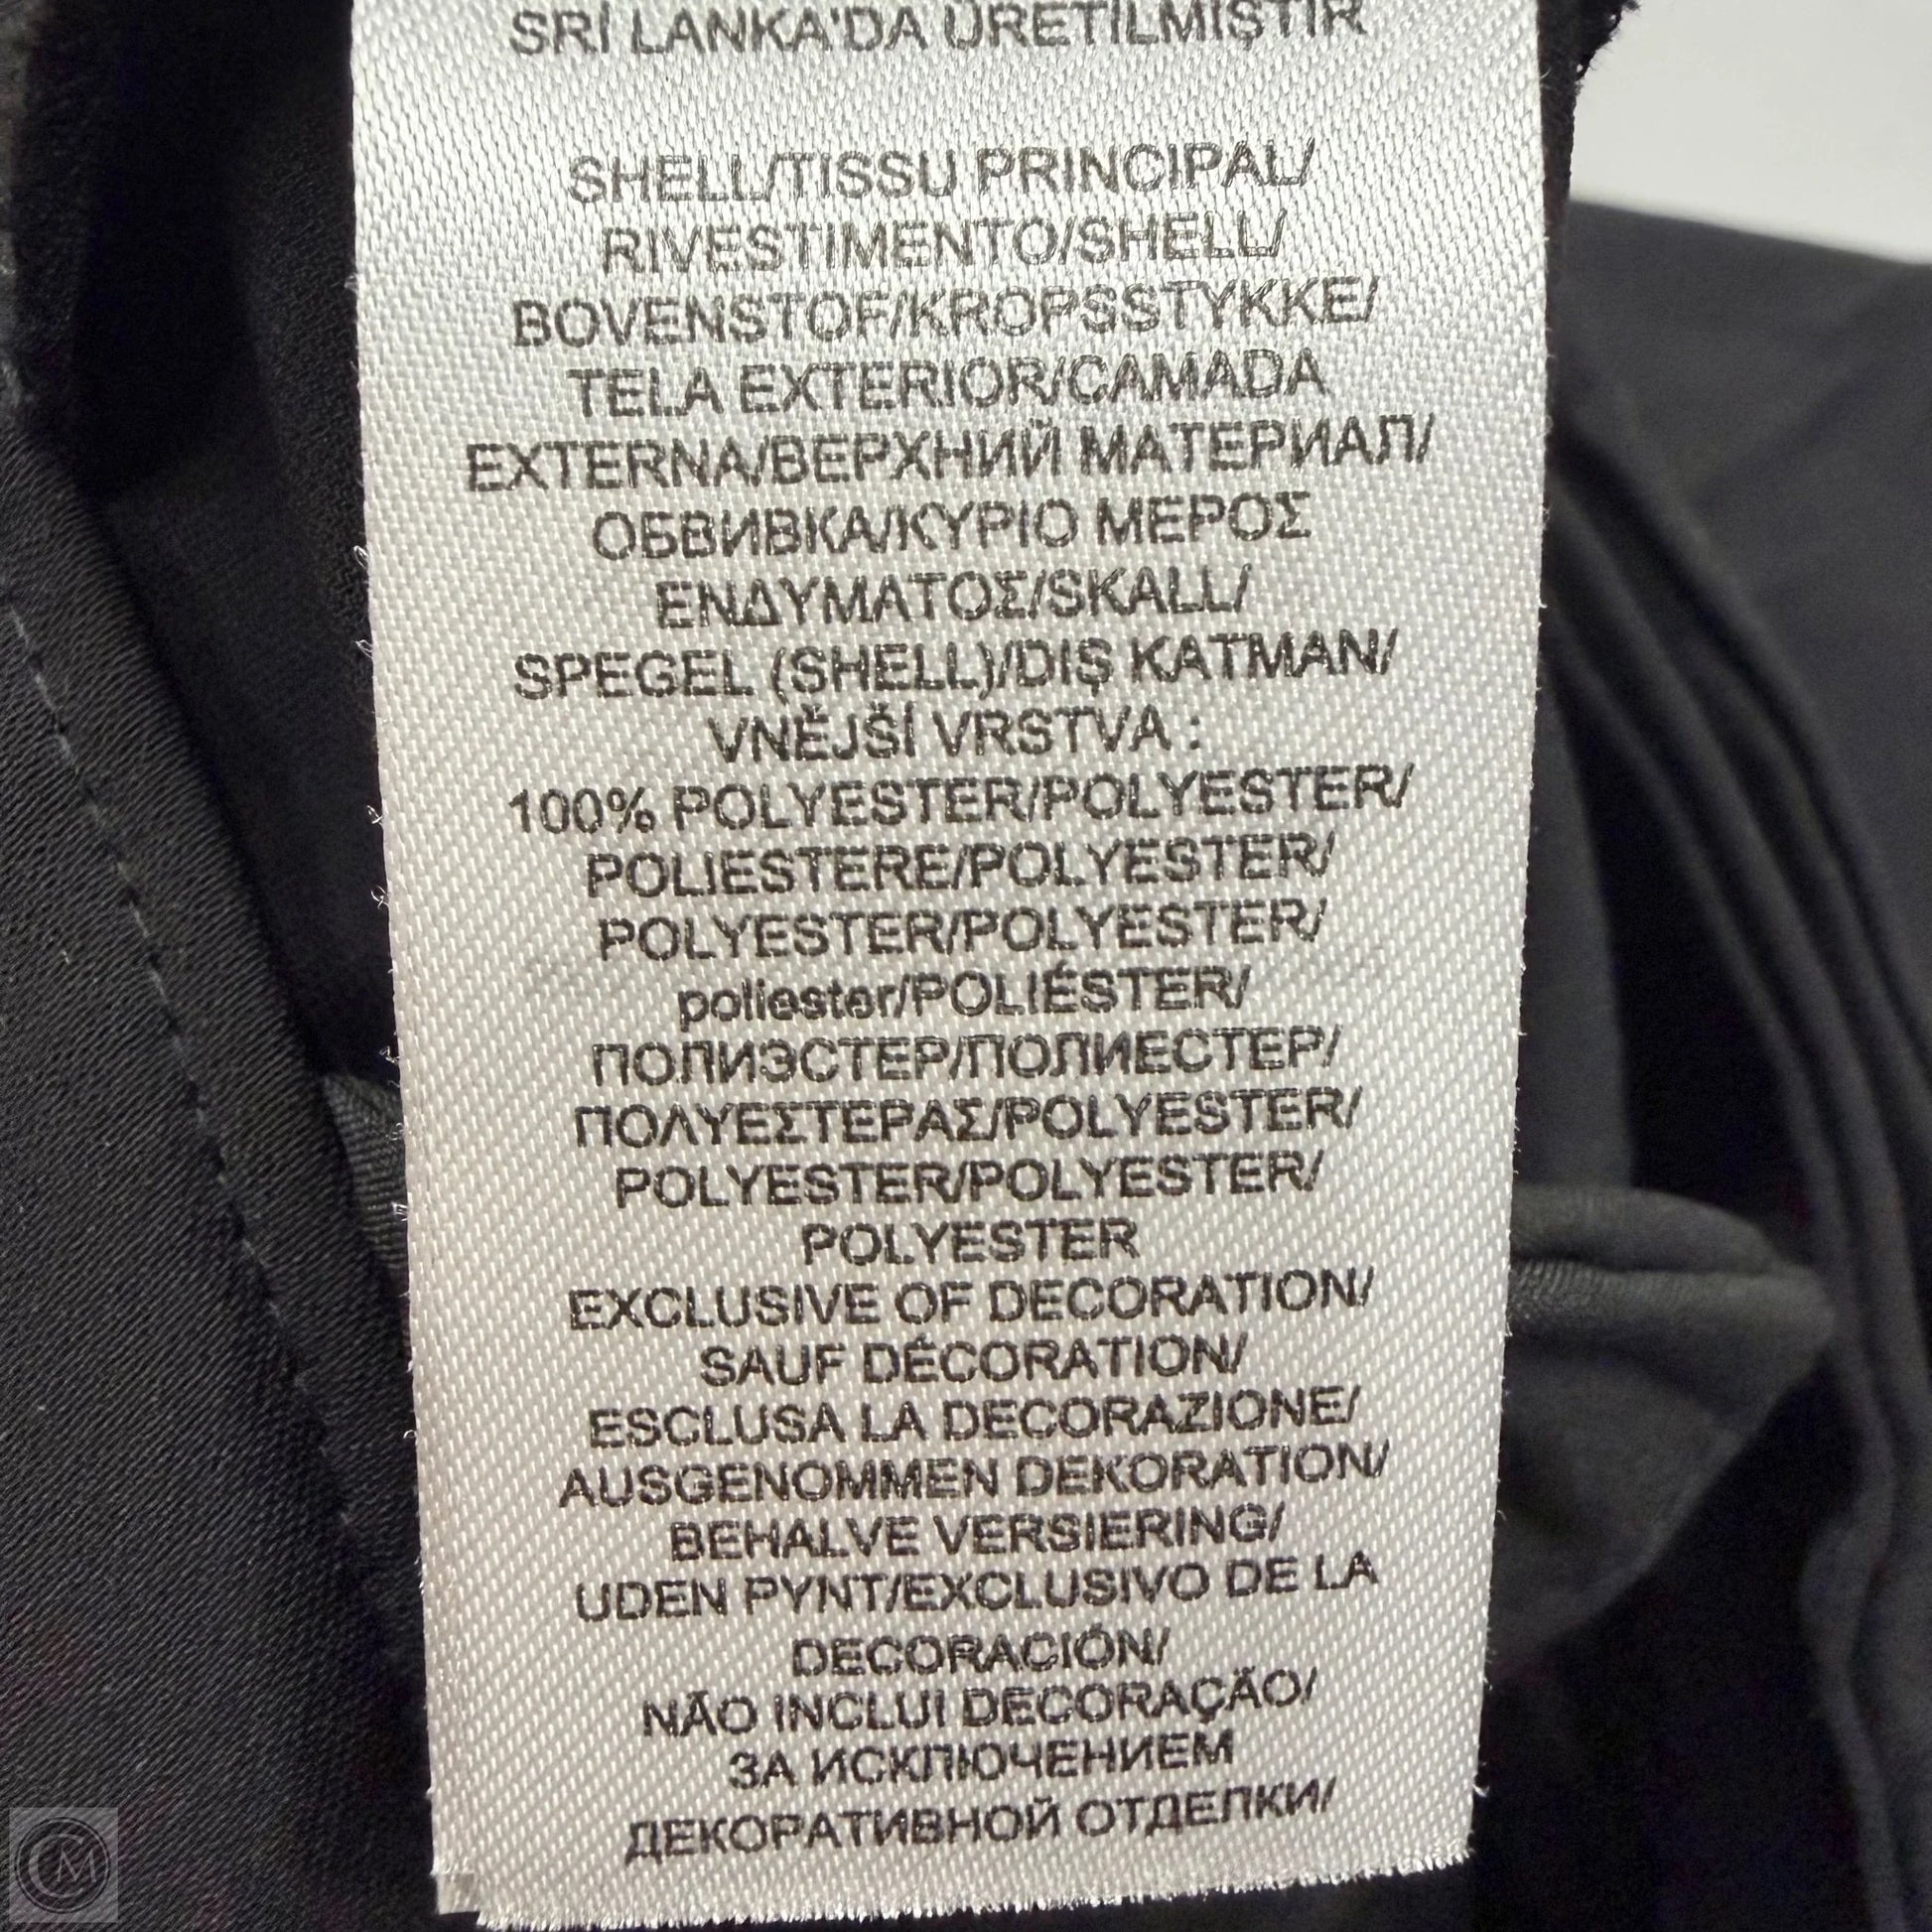 SRİ LANKA'DA ÜRETİLMİŞTİR
SHELL/TISSU PRINCIPAL/
RIVESTIMENTO/SHELL/
BOVENSTOF/KROPSSTYKKE/
TELA EXTERIOR/CAMADA
EXTERNA/ВЕРХНИЙ МАТЕРИАЛ/
ОБВИВКА/ΚΥΡΙΟ ΜΕΡΟΣ
ΕΝΔΥΜΑΤΟΣ/SKALL/
SPEGEL (SHELL)/DIŞ KATMAN/
VNĚJŠÍ VRSTVA :
100% POLYESTER/POLYESTER/
POLIESTERE/POLYESTER/
POLYESTER/POLYESTER/
poliester/POLIÉSTER/
ПОЛИЭСТЕР/ПОЛИЕСТЕР/
ΠΟΛΥΕΣΤΕΡΑΣ/POLYESTER/
POLYESTER/POLYESTER/
POLYESTER
EXCLUSIVE OF DECORATION/
SAUF DÉCORATION/
ESCLUSA LA DECORAZIONE/
AUSGENOMMEN DEKORATION/
BEHALVE VERSIERING/
UDEN PYNT/EXCLUSIVO DE LA
DECORACIÓN/
NÃO INCLUI DECORAÇÃO/
ЗА ИСКЛЮЧЕНИЕМ
ДЕКОРАТИВНОЙ ОТДЕЛКИ/
CM